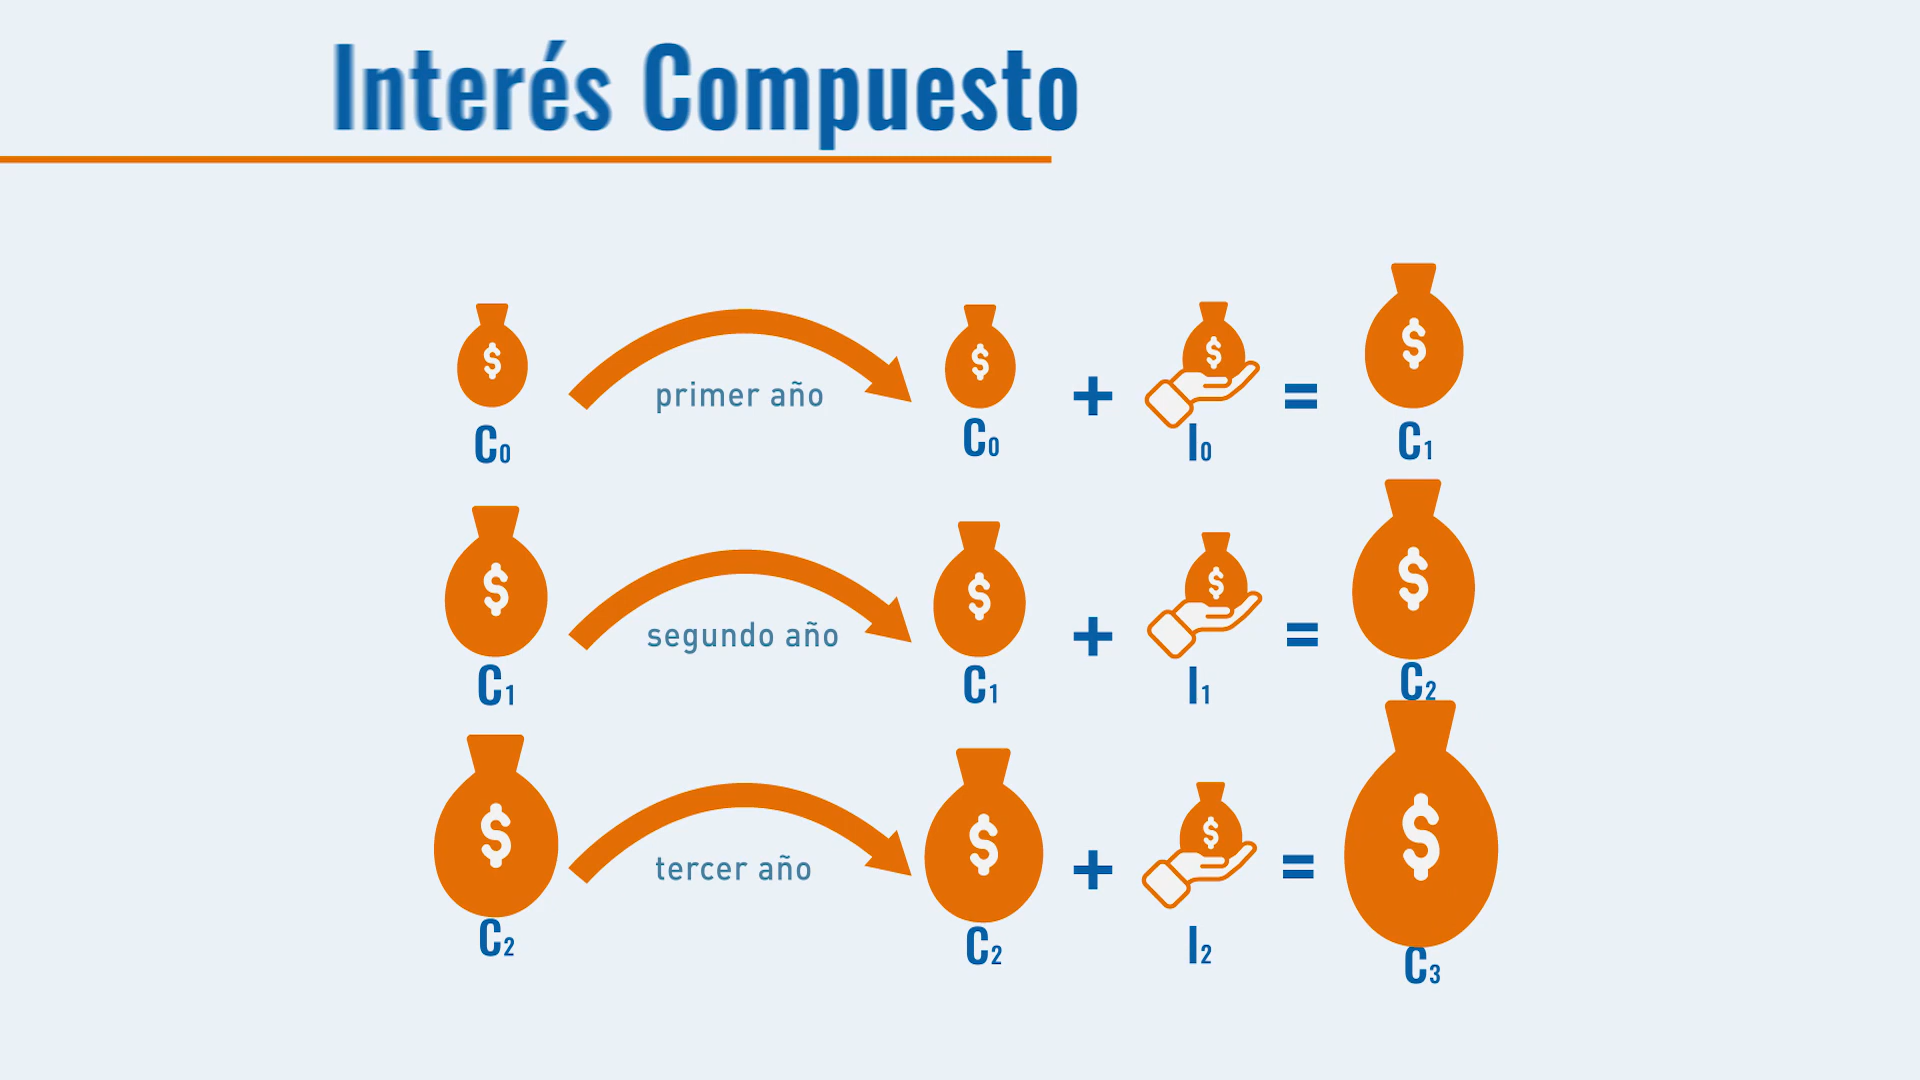 Interés Compuesto
$ primer año $ + $ = $
C₀ C₀ I₀ C₁
$ segundo año $ + $ = $
C₁ C₁ I₁ C₂
$ tercer año $ + $ = $
C₂ C₂ I₂ C₃